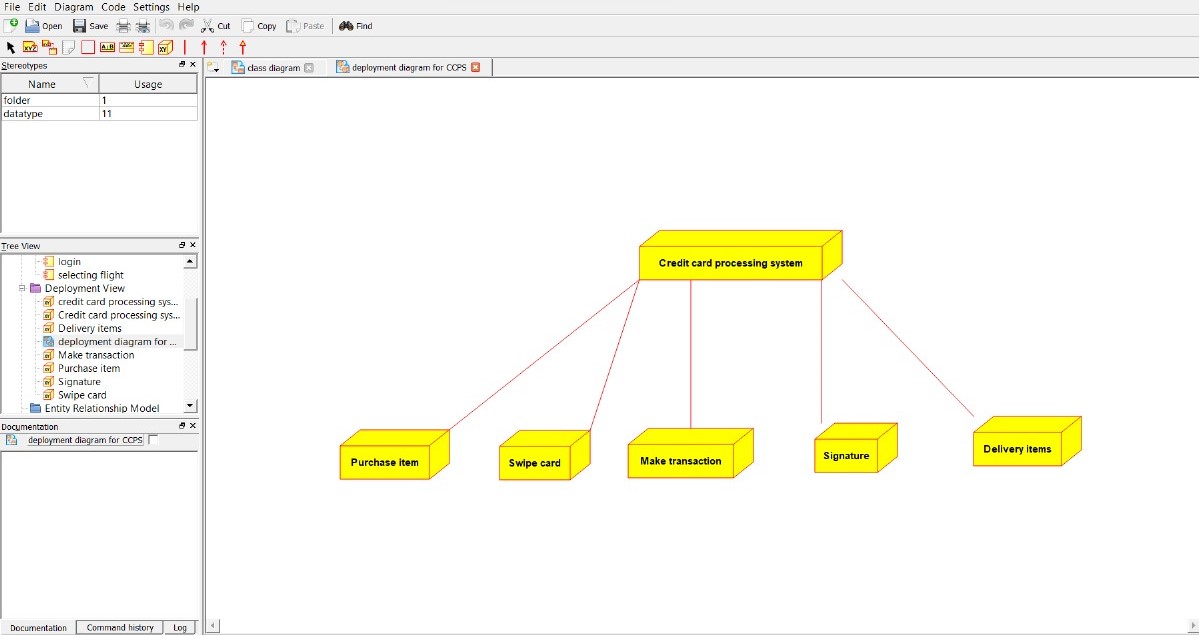 File Edit Diagram Code Settings Help
Open Save Cut Copy Paste Find
Stereotypes
class diagram
deployment diagram for CCPS
Name Usage
folder 1
datatype 11
Tree View
login
selecting flight
Deployment View
credit card processing sys...
Credit card processing sys...
Delivery items
deployment diagram for ...
Make transaction
Purchase item
Signature
Swipe card
Entity Relationship Model
Documentation
deployment diagram for CCPS
Documentation Command history Log
Credit card processing system
Purchase item
Swipe card
Make transaction
Signature
Delivery items